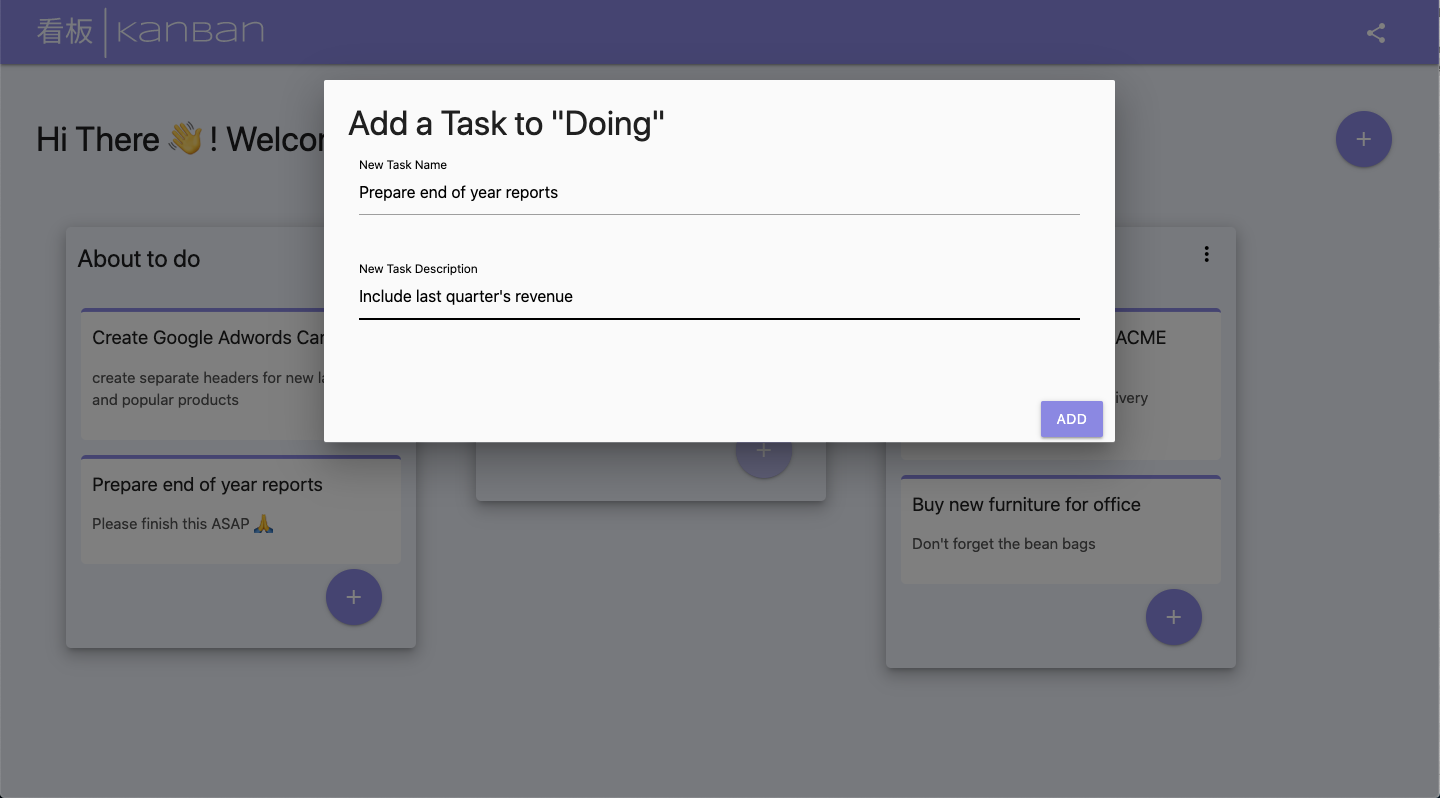 看板 | KANBAN
Hi There 👋 ! 
Add a Task to "Doing"
New Task Name
Prepare end of year reports
New Task Description
Include last quarter's revenue
ADD
About to do
Create Google Adwords
create separate headers for new
and popular products
Prepare end of year reports
Please finish this ASAP 🙏
ACME
Buy new furniture for office
Don't forget the bean bags